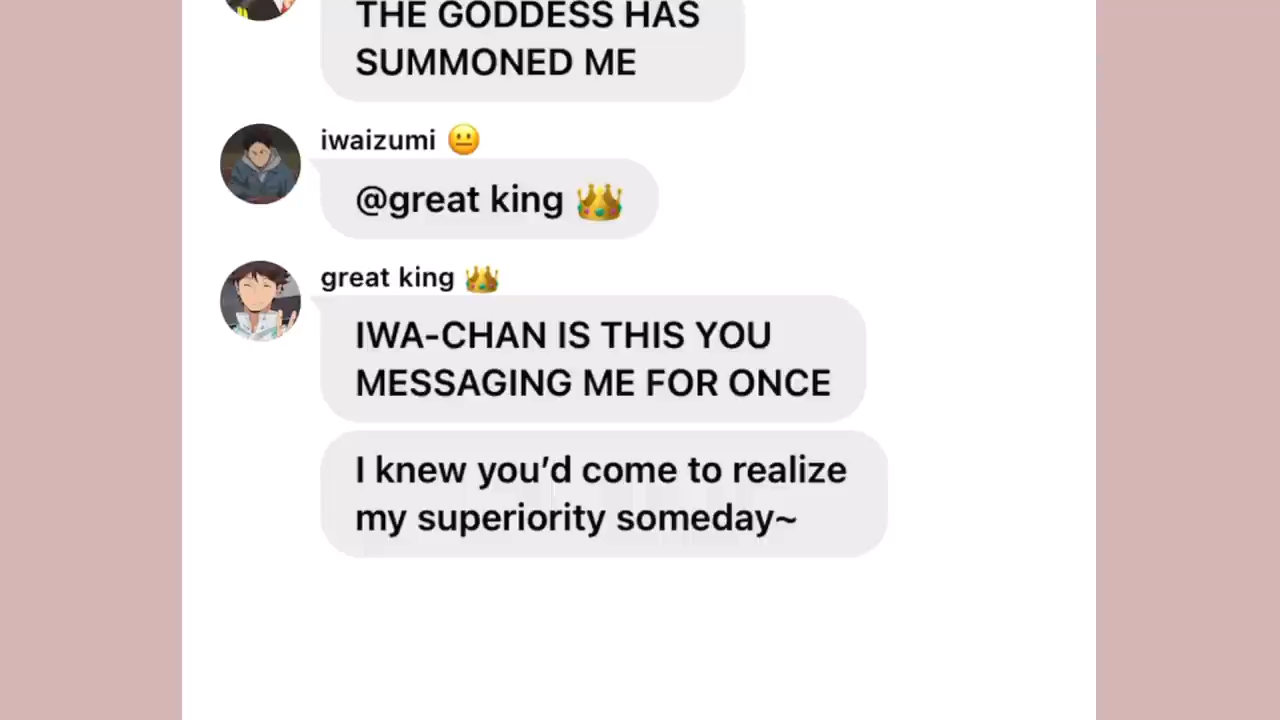 THE GODDESS HAS
SUMMONED ME
iwaizumi 😐
@great king 👑
great king 👑
IWA-CHAN IS THIS YOU
MESSAGING ME FOR ONCE
I knew you’d come to realize
my superiority someday~